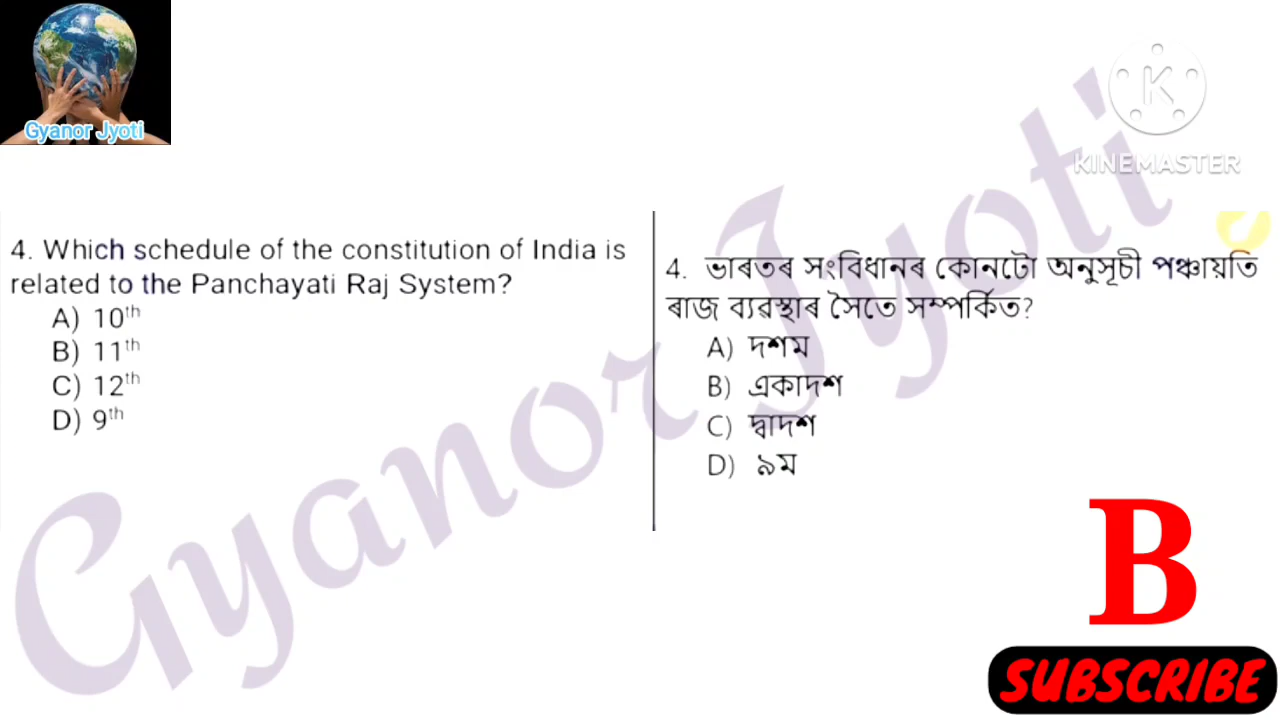 Gyanor Jyoti
KINEMASTER
4. Which schedule of the constitution of India is
related to the Panchayati Raj System?
A) 10th
B) 11th
C) 12th
D) 9th
4. ভাৰতৰ সংবিধানৰ কোনটো অনুসূচী পঞ্চায়তি
ৰাজ ব্যৱস্থাৰ সৈতে সম্পৰ্কিত?
A) দশম
B) একাদশ
C) দ্বাদশ
D) ৯ম
Gyanor Jyoti
B
SUBSCRIBE